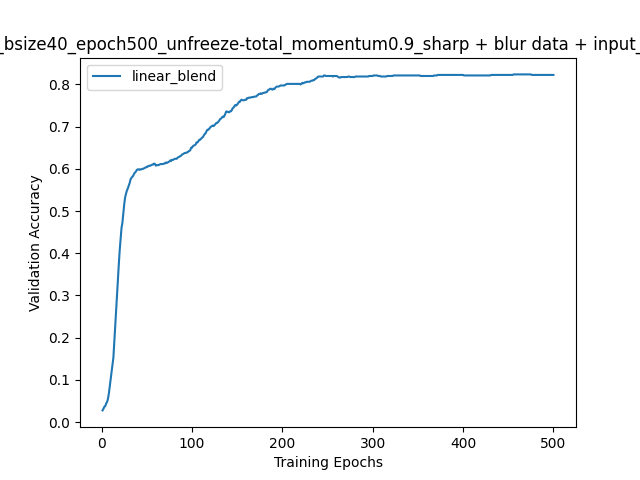 _bsize40_epoch500_unfreeze-total_momentum0.9_sharp + blur data + input_
linear_blend
Validation Accuracy
0.8
0.7
0.6
0.5
0.4
0.3
0.2
0.1
0.0
0 100 200 300 400 500
Training Epochs